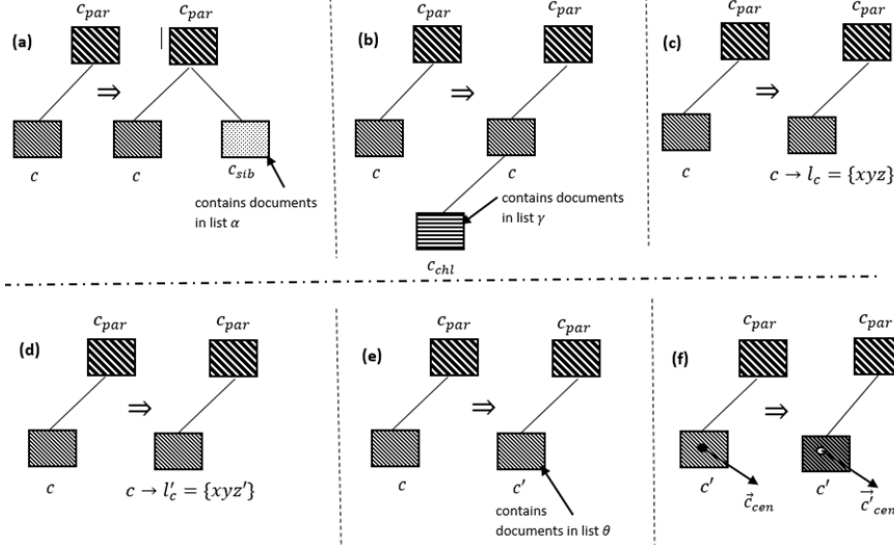 c_par c_par
(a)
⇒
c c c_sib
contains documents
in list α
c_par c_par
(b)
⇒
c c
contains documents
in list γ
c_chl
c_par c_par
(c)
⇒
c c → l_c = {xyz}
c_par c_par
(d)
⇒
c c → l'_c = {xyz'}
c_par c_par
(e)
⇒
c c'
contains
documents in list θ
c_par c_par
(f)
⇒
c' c⃗_cen c' c⃗'_cen